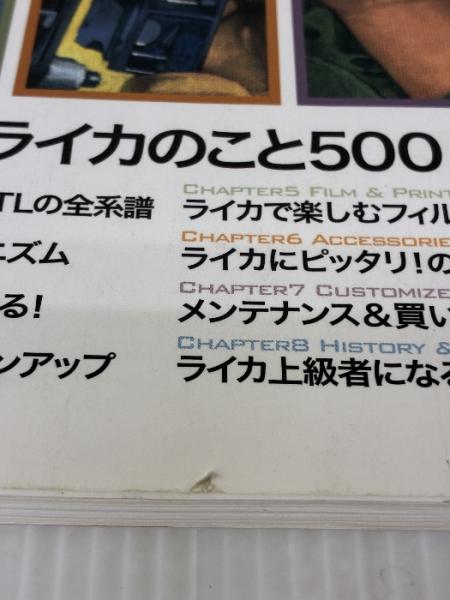 ライカのこと500
TLの全系譜
ニズム
る!
ンアップ
CHAPTER5 FILM & PRINT
ライカで楽しむフィル
CHAPTER6 ACCESSORIE
ライカにピッタリ!の
CHAPTER7 CUSTOMIZE
メンテナンス&買い
CHAPTER8 HISTORY &
ライカ上級者になる